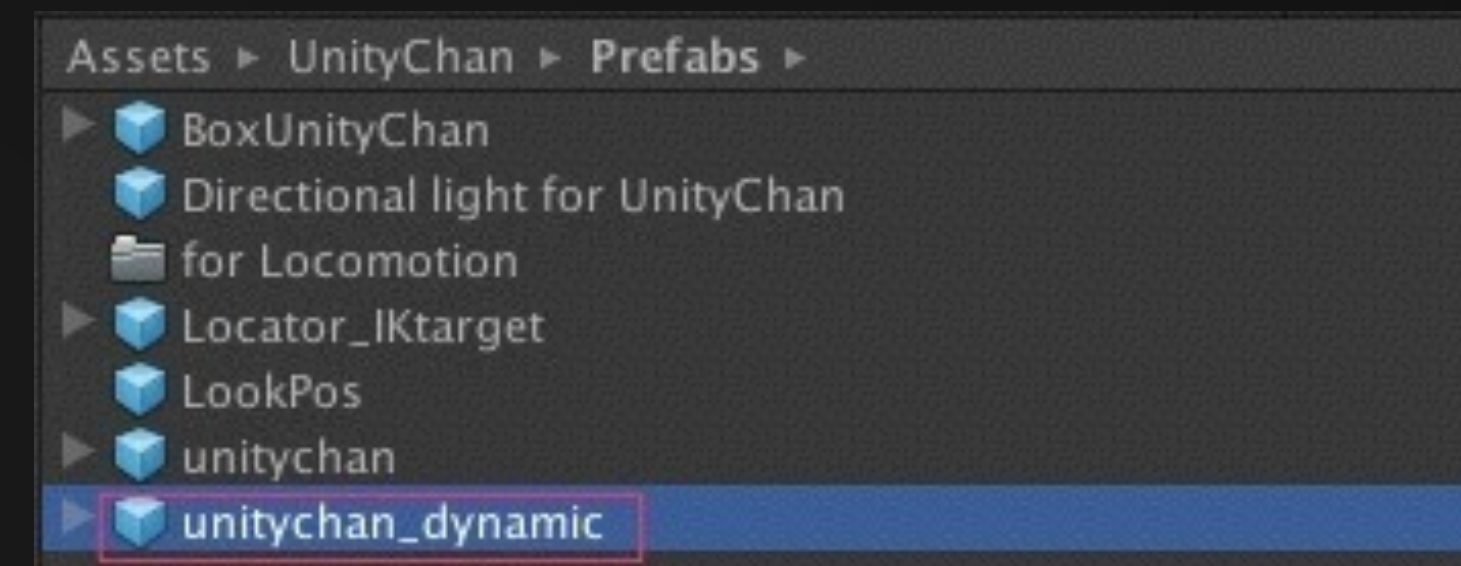 Assets ▸ UnityChan ▸ Prefabs ▸
BoxUnityChan
Directional light for UnityChan
for Locomotion
Locator_IKtarget
LookPos
unitychan
unitychan_dynamic